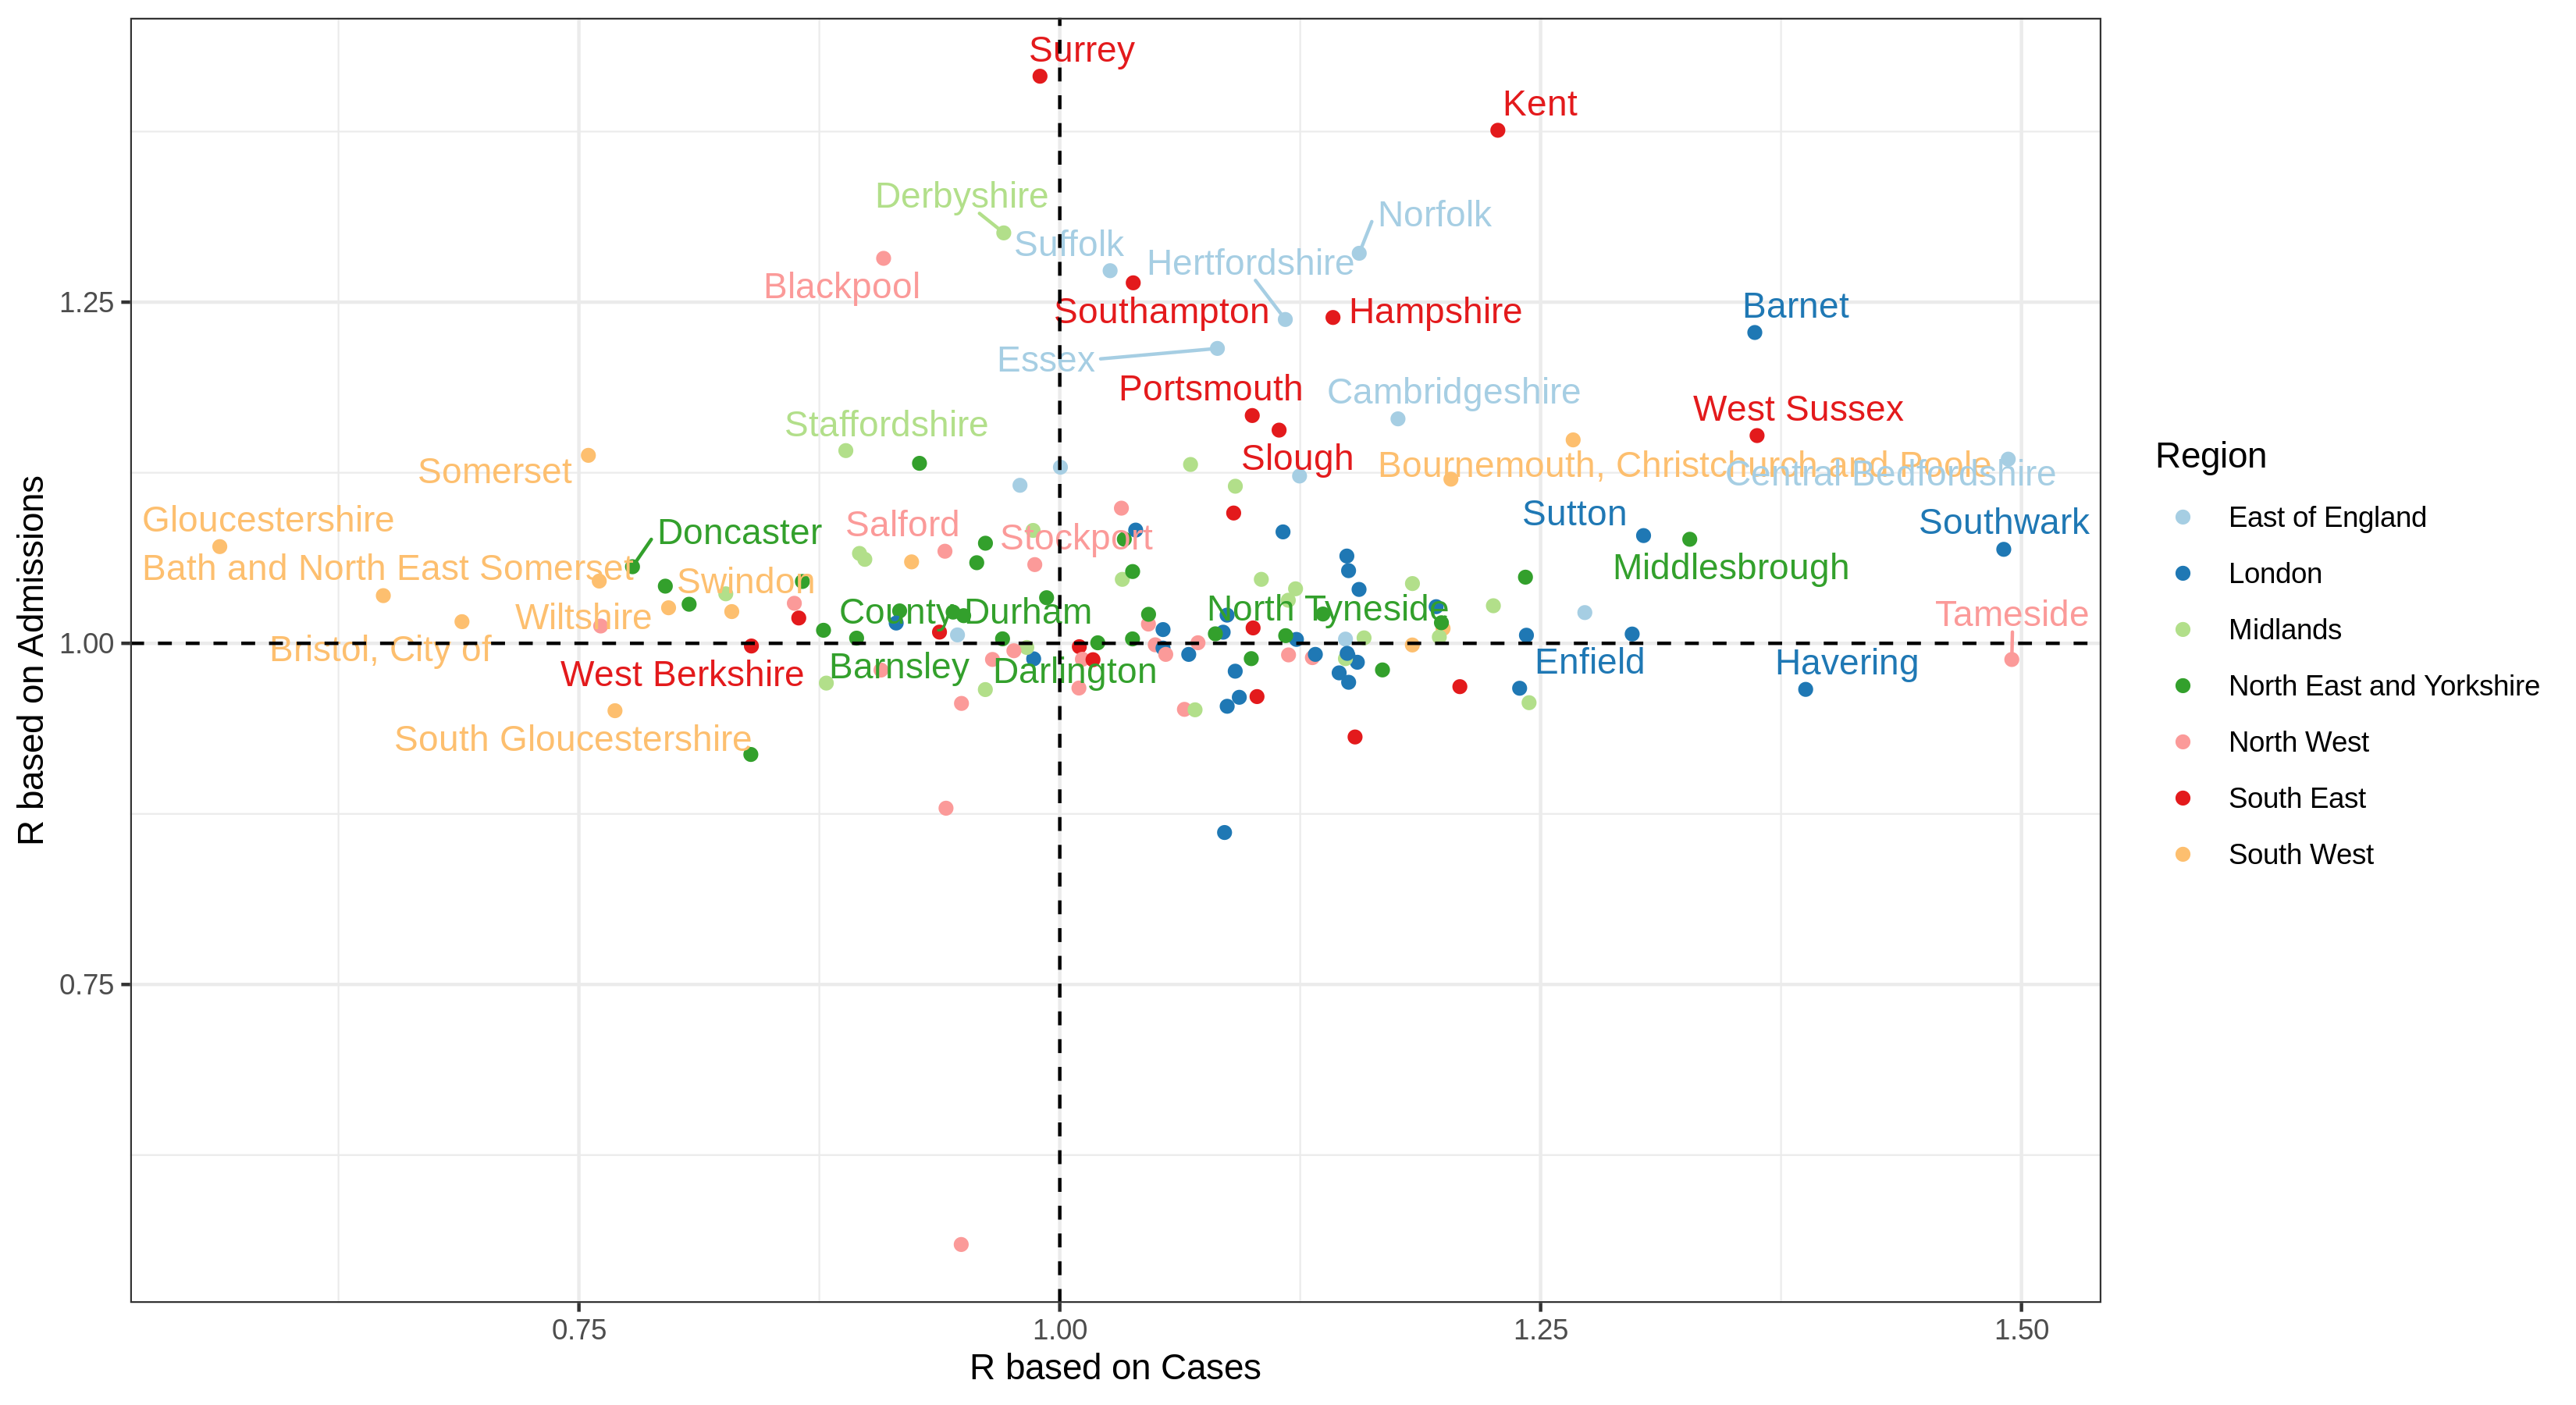 Surrey
Kent
Derbyshire
Norfolk
Suffolk
Hertfordshire
Blackpool
1.25
Southampton
Hampshire
Barnet
Essex
Portsmouth
Cambridgeshire
West Sussex
Staffordshire
Slough
Somerset
Bournemouth, Christchurch and Poole
Central Bedfordshire
Gloucestershire
Doncaster
Salford
Stockport
Sutton
Southwark
Bath and North East Somerset
Swindon
Middlesbrough
Wiltshire
County Durham
North Tyneside
Tameside
1.00
Bristol, City of
West Berkshire
Barnsley
Darlington
Enfield
Havering
South Gloucestershire
0.75
R based on Admissions
0.75
1.00
1.25
1.50
R based on Cases
Region
East of England
London
Midlands
North East and Yorkshire
North West
South East
South West